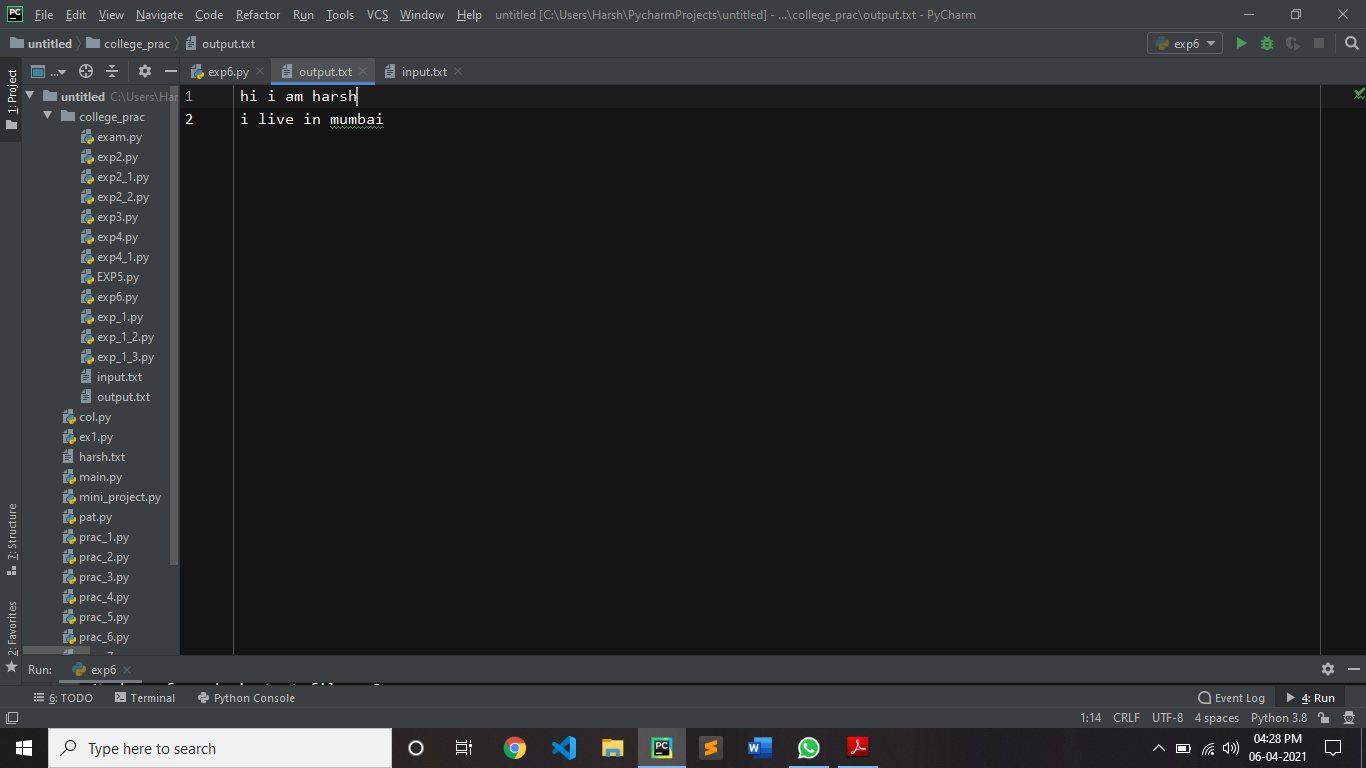 File Edit View Navigate Code Refactor Run Tools VCS Window Help untitled [C:\Users\Harsh\PycharmProjects\untitled] - ...\college_prac\output.txt - PyCharm
untitled college_prac output.txt exp6
1: Project
... exp6.py output.txt input.txt
untitled C:\Users\Har
college_prac
exam.py
exp2.py
exp2_1.py
exp2_2.py
exp3.py
exp4.py
exp4_1.py
EXP5.py
exp6.py
exp_1.py
exp_1_2.py
exp_1_3.py
input.txt
output.txt
col.py
ex1.py
harsh.txt
main.py
mini_project.py
pat.py
prac_1.py
prac_2.py
prac_3.py
prac_4.py
prac_5.py
prac_6.py
1 hi i am harsh
2 i live in mumbai
7: Structure
2: Favorites
Run: exp6
6: TODO Terminal Python Console Event Log 4: Run
1:14 CRLF UTF-8 4 spaces Python 3.8
Type here to search
04:28 PM
06-04-2021